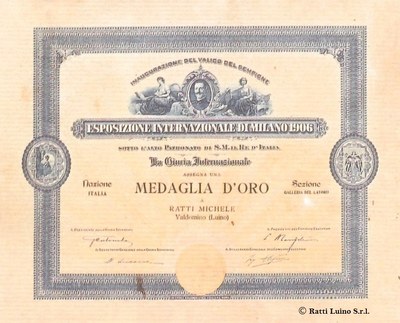 INAUGURAZIONE DEL VALICO DEL SEMPIONE
ESPOSIZIONE INTERNAZIONALE DI MILANO 1906
SOTTO L'ALTO PATRONATO DI S. M. IL RE D'ITALIA
La Giuria Internazionale
ASSEGNA UNA
MEDAGLIA D'ORO
A
RATTI MICHELE
(Luino)
Nazione
ITALIA
Sezione
GALLERIA DEL LAVORO
© Ratti Luino S.r.l.